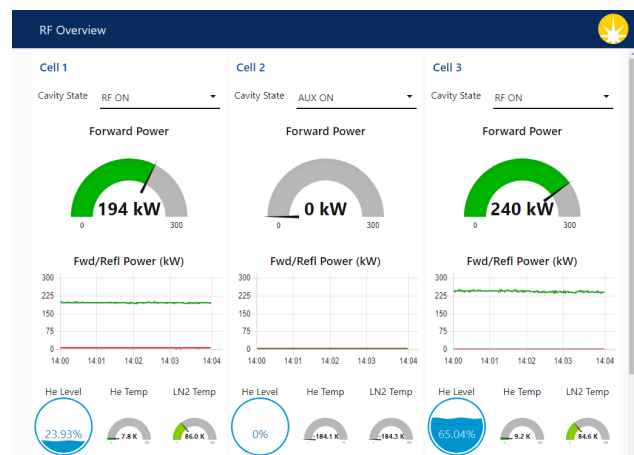 RF Overview
Cell 1 Cell 2 Cell 3
Cavity State RF ON Cavity State AUX ON Cavity State RF ON
Forward Power Forward Power Forward Power
194 kW 0 kW 240 kW
0 300 0 300 0 300
Fwd/Refl Power (kW) Fwd/Refl Power (kW) Fwd/Refl Power (kW)
300 300 300
225 225 225
150 150 150
75 75 75
0 0 0
14:00 14:01 14:02 14:03 14:04 14:00 14:01 14:02 14:03 14:04 14:00 14:01 14:02 14:03 14:04
He Level He Temp LN2 Temp He Level He Temp LN2 Temp He Level He Temp LN2 Temp
23.93% 7.8 K 86.0 K 0% -184.1 K -184.3 K 65.04% 9.2 K 84.6 K